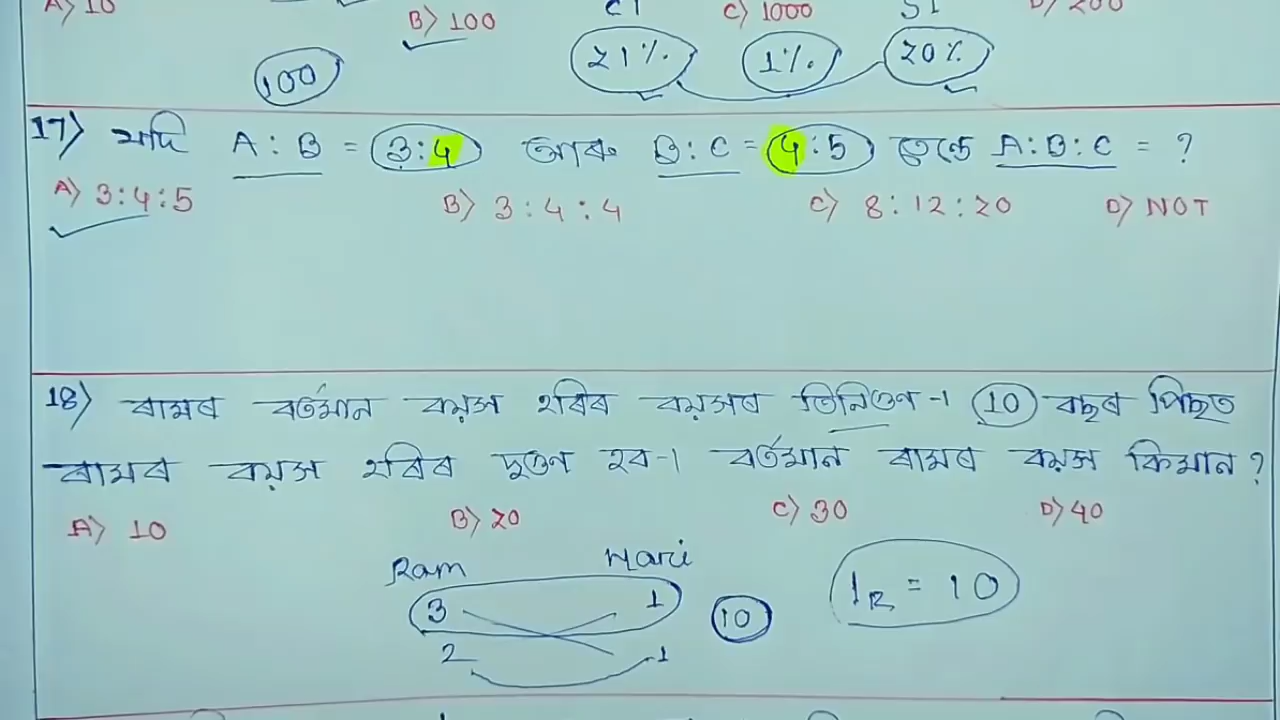 A) 10
B) 100
C) 1000
D) 200
CI
SI
100
21%
1%
20%
17) যদি A : B = 3:4 আৰু B : C = 4:5 তেন্তে A:B:C = ?
A) 3:4:5
B) 3:4:4
C) 8:12:20
D) NOT
18) ৰামৰ বৰ্তমান বয়স হৰিৰ বয়সৰ তিনিগুণ। 10 বছৰ পিছত
ৰামৰ বয়স হৰিৰ দুগুণ হব। বৰ্তমান ৰামৰ বয়স কিমান?
A) 10
B) 20
C) 30
D) 40
Ram
Hari
3
1
10
2
1
1R = 10